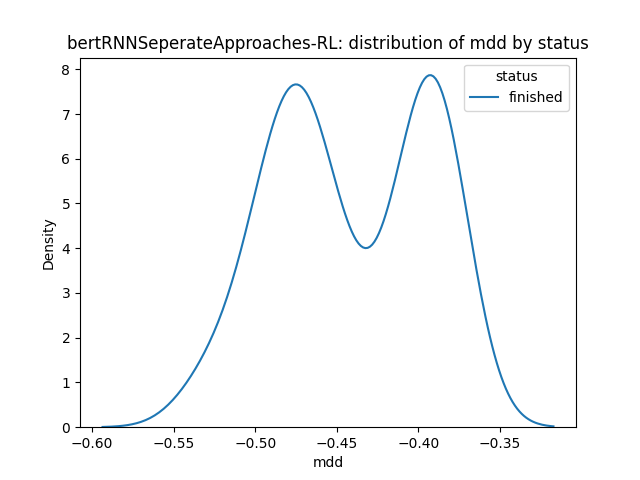 bertRNNSeperateApproaches-RL: distribution of mdd by status
status
finished
8
7
6
5
4
3
2
1
0
Density
−0.60 −0.55 −0.50 −0.45 −0.40 −0.35
mdd